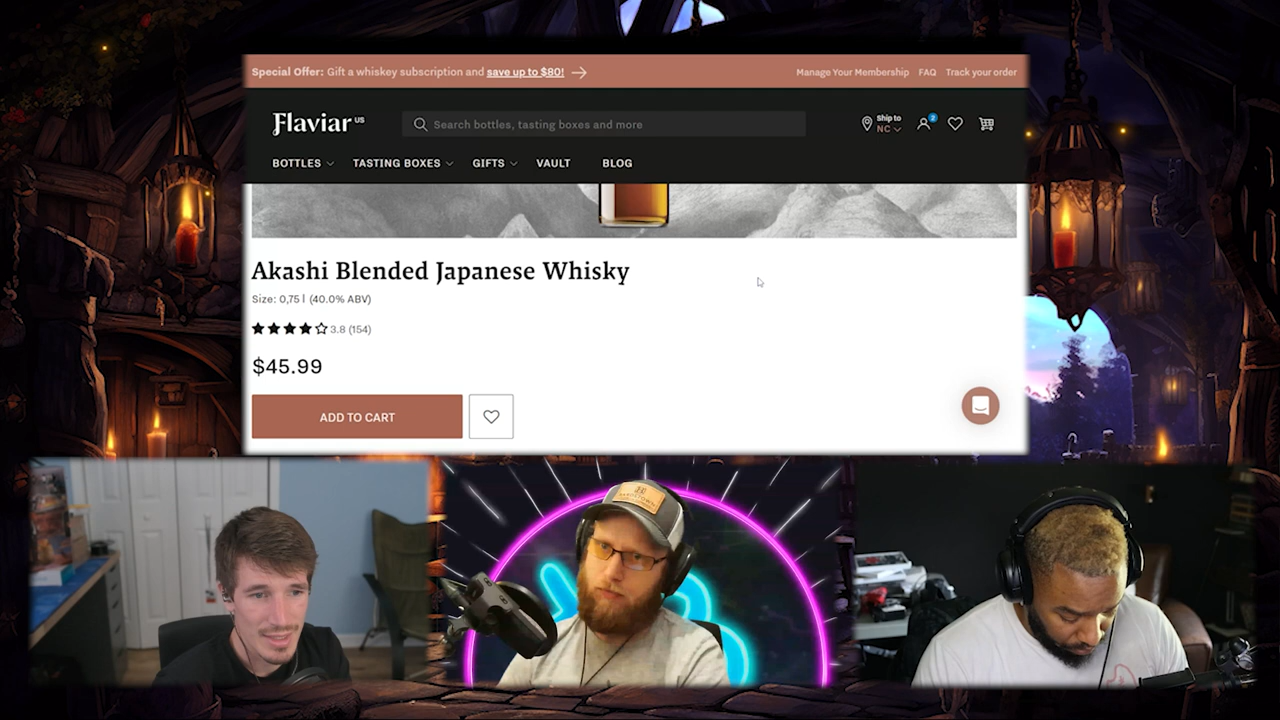 Special Offer: Gift a whiskey subscription and save up to $80!
Manage Your Membership FAQ Track your order
Flaviar US
Search bottles, tasting boxes and more
Ship to
NC
2
BOTTLES TASTING BOXES GIFTS VAULT BLOG
Akashi Blended Japanese Whisky
Size: 0,75 l (40.0% ABV)
3.8 (154)
$45.99
ADD TO CART